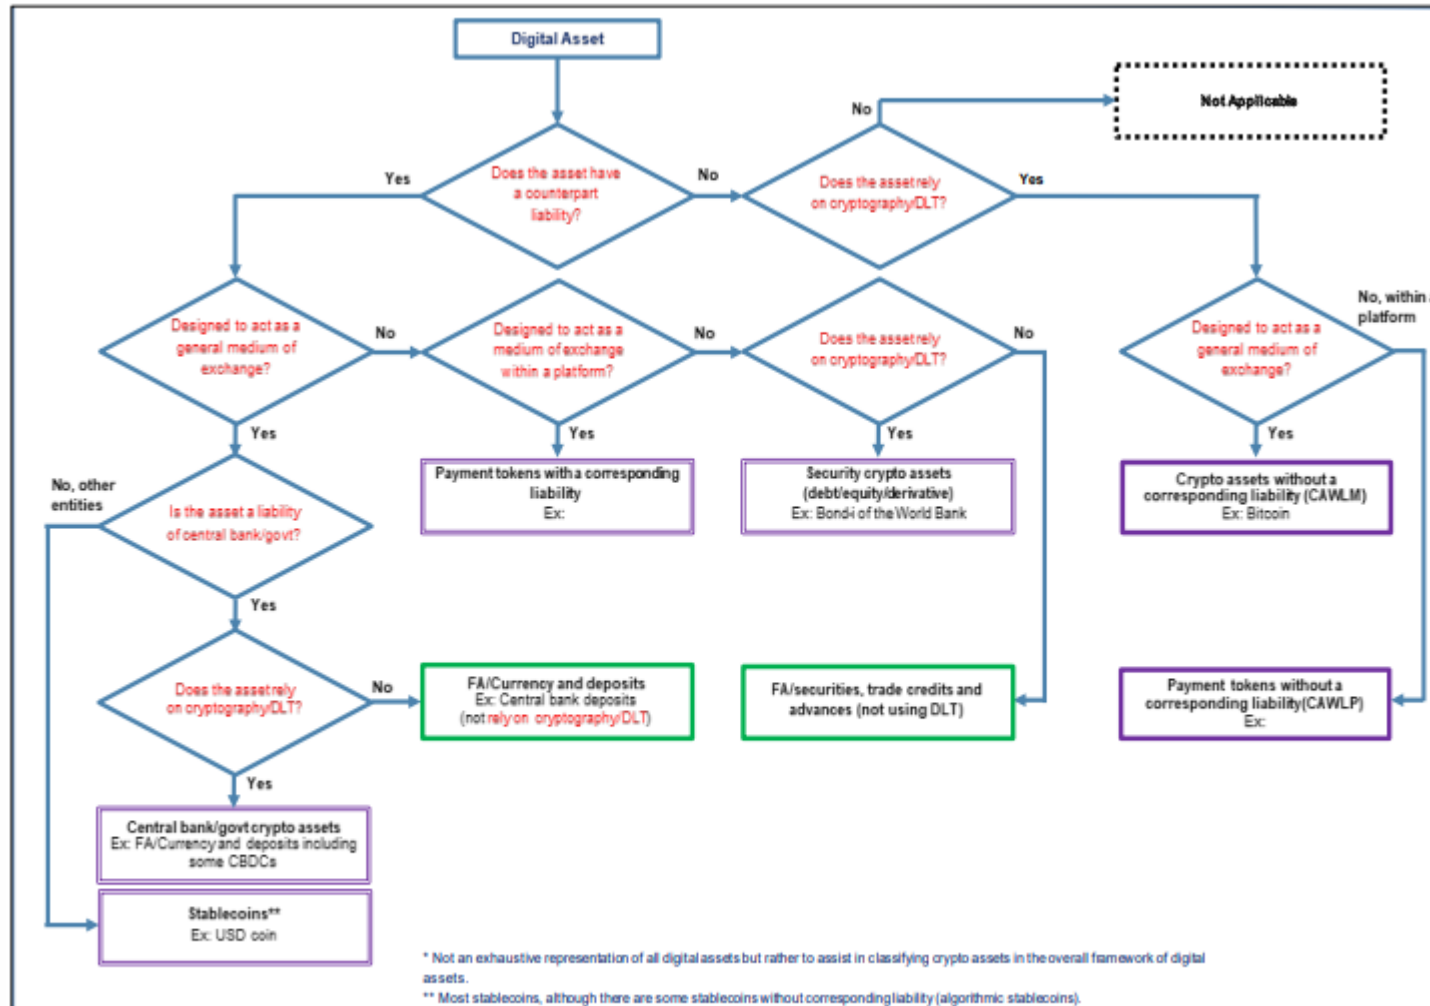 Digital Asset
Not Applicable
No
Does the asset have
a counterpart
liability?
Yes
No
Does the asset rely
on cryptography/DLT?
Yes
Designed to act as a
general medium of
exchange?
No
Designed to act as a
medium of exchange
within a platform?
No
Does the asset rely
on cryptography/DLT?
No
Designed to act as a
general medium of
exchange?
No, within a
platform
Yes
Yes
Yes
Yes
No, other
entities
Is the asset a liability
of central bank/govt?
Payment tokens with a corresponding
liability
Ex:
Security crypto assets
(debt/equity/derivative)
Ex: Bond-i of the World Bank
Crypto assets without a
corresponding liability (CAWLM)
Ex: Bitcoin
Yes
Does the asset rely
on cryptography/DLT?
No
FA/Currency and deposits
Ex: Central bank deposits
(not rely on cryptography/DLT)
FA/securities, trade credits and
advances (not using DLT)
Payment tokens without a
corresponding liability(CAWLP)
Ex:
Yes
Central bank/govt crypto assets
Ex: FA/Currency and deposits including
some CBDCs
Stablecoins**
Ex: USD coin
* Not an exhaustive representation of all digital assets but rather to assist in classifying crypto assets in the overall framework of digital
assets.
** Most stablecoins, although there are some stablecoins without corresponding liability (algorithmic stablecoins).